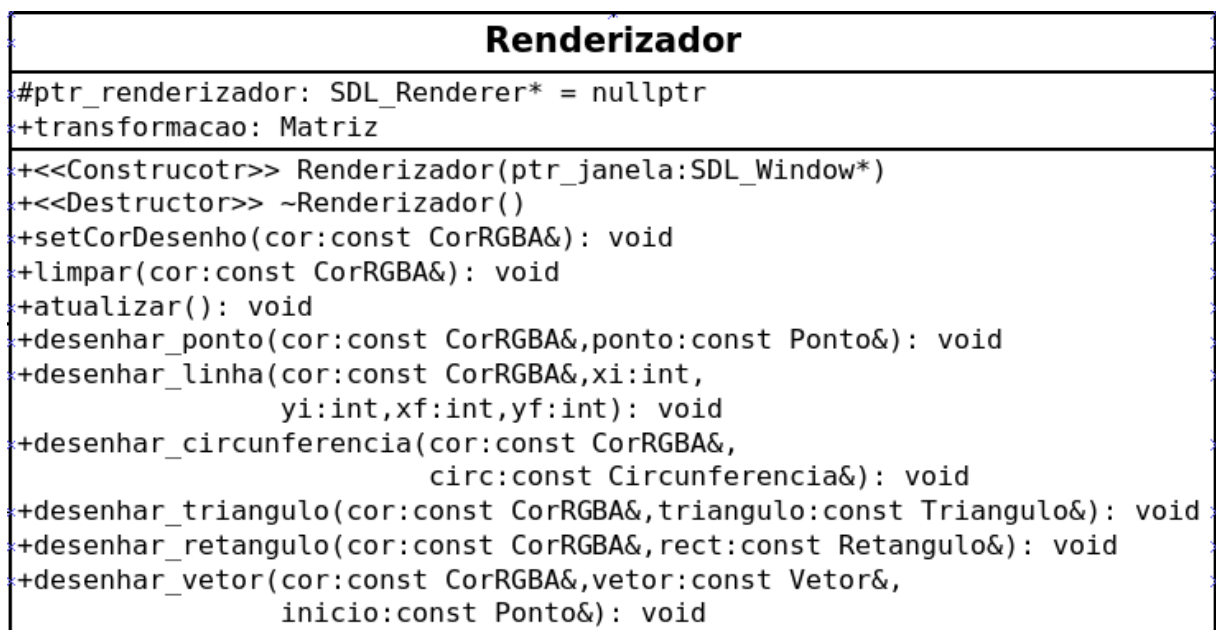 Renderizador
#ptr_renderizador: SDL_Renderer* = nullptr
+transformacao: Matriz
+<<Construcotr>> Renderizador(ptr_janela:SDL_Window*)
+<<Destructor>> ~Renderizador()
+setCorDesenho(cor:const CorRGBA&): void
+limpar(cor:const CorRGBA&): void
+atualizar(): void
+desenhar_ponto(cor:const CorRGBA&,ponto:const Ponto&): void
+desenhar_linha(cor:const CorRGBA&,xi:int,
yi:int,xf:int,yf:int): void
+desenhar_circunferencia(cor:const CorRGBA&,
circ:const Circunferencia&): void
+desenhar_triangulo(cor:const CorRGBA&,triangulo:const Triangulo&): void
+desenhar_retangulo(cor:const CorRGBA&,rect:const Retangulo&): void
+desenhar_vetor(cor:const CorRGBA&,vetor:const Vetor&,
inicio:const Ponto&): void